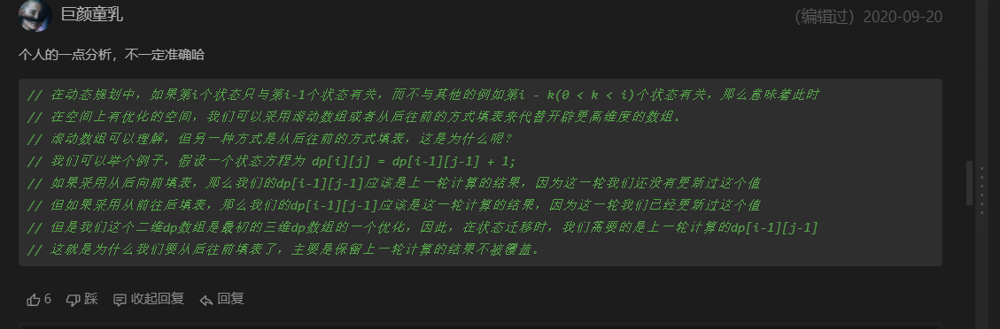 巨颜童乳
（编辑过）2020-09-20
个人的一点分析，不一定准确哈
// 在动态规划中，如果第i个状态只与第i-1个状态有关，而不与其他的例如第i - k(0 < k < i)个状态有关，那么意味着此时
// 在空间上有优化的空间，我们可以采用滚动数组或者从后往前的方式填表来代替开辟更高维度的数组。
// 滚动数组可以理解，但另一种方式是从后往前的方式填表，这是为什么呢?
// 我们可以举个例子，假设一个状态方程为 dp[i][j] = dp[i-1][j-1] + 1;
// 如果采用从后向前填表，那么我们的dp[i-1][j-1]应该是上一轮计算的结果，因为这一轮我们还没有更新过这个值
// 但如果采用从前往后填表，那么我们的dp[i-1][j-1]应该是这一轮计算的结果，因为这一轮我们已经更新过这个值
// 但是我们这个二维dp数组是最初的三维dp数组的一个优化，因此，在状态迁移时，我们需要的是上一轮计算的dp[i-1][j-1]
// 这就是为什么我们要从后往前填表了，主要是保留上一轮计算的结果不被覆盖。
6 踩 收起回复 回复